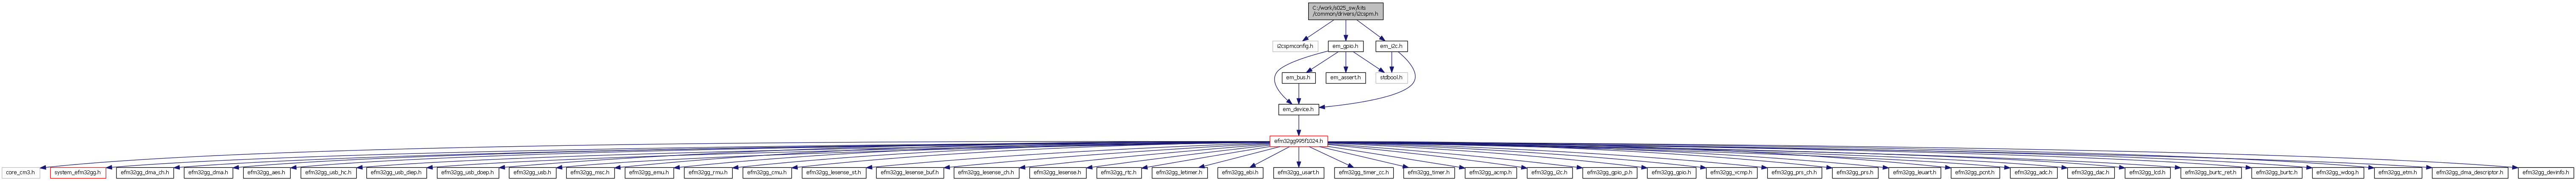 C:/work/s025_sw/kits
/common/drivers/i2cspm.h
i2cspmconfig.h
em_gpio.h
em_i2c.h
em_bus.h
em_assert.h
stdbool.h
em_device.h
efm32gg995f1024.h
core_cm3.h
system_efm32gg.h
efm32gg_dma_ch.h
efm32gg_dma.h
efm32gg_aes.h
efm32gg_usb_hc.h
efm32gg_usb_diep.h
efm32gg_usb_doep.h
efm32gg_usb.h
efm32gg_msc.h
efm32gg_emu.h
efm32gg_rmu.h
efm32gg_cmu.h
efm32gg_lesense_st.h
efm32gg_lesense_buf.h
efm32gg_lesense_ch.h
efm32gg_lesense.h
efm32gg_rtc.h
efm32gg_letimer.h
efm32gg_ebi.h
efm32gg_usart.h
efm32gg_timer_cc.h
efm32gg_timer.h
efm32gg_acmp.h
efm32gg_i2c.h
efm32gg_gpio_p.h
efm32gg_gpio.h
efm32gg_vcmp.h
efm32gg_prs_ch.h
efm32gg_prs.h
efm32gg_leuart.h
efm32gg_pcnt.h
efm32gg_adc.h
efm32gg_dac.h
efm32gg_lcd.h
efm32gg_burtc_ret.h
efm32gg_burtc.h
efm32gg_wdog.h
efm32gg_etm.h
efm32gg_dma_descriptor.h
efm32gg_devinfo.h